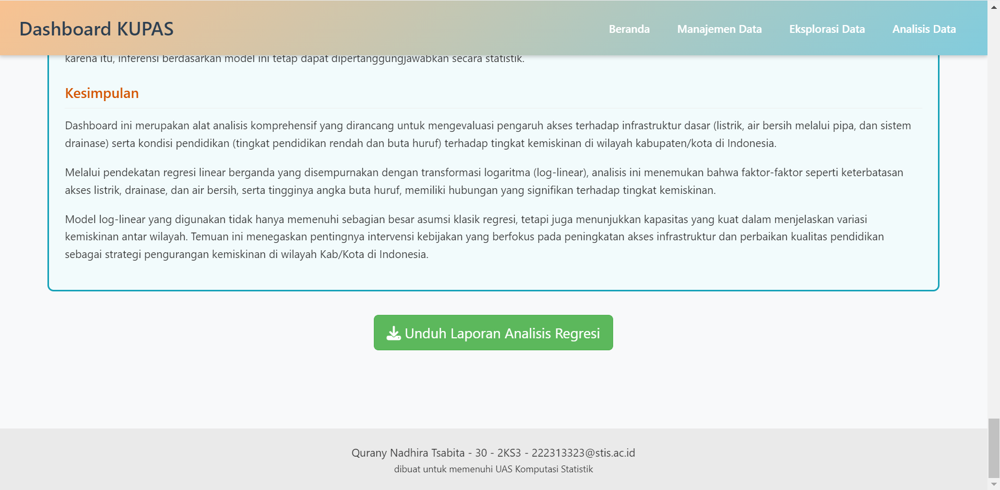 Dashboard KUPAS
Beranda
Manajemen Data
Eksplorasi Data
Analisis Data
karena itu, inferensi berdasarkan model ini tetap dapat dipertanggungjawabkan secara statistik.
Kesimpulan
Dashboard ini merupakan alat analisis komprehensif yang dirancang untuk mengevaluasi pengaruh akses terhadap infrastruktur dasar (listrik, air bersih melalui pipa, dan sistem
drainase) serta kondisi pendidikan (tingkat pendidikan rendah dan buta huruf) terhadap tingkat kemiskinan di wilayah kabupaten/kota di Indonesia.
Melalui pendekatan regresi linear berganda yang disempurnakan dengan transformasi logaritma (log-linear), analisis ini menemukan bahwa faktor-faktor seperti keterbatasan
akses listrik, drainase, dan air bersih, serta tingginya angka buta huruf, memiliki hubungan yang signifikan terhadap tingkat kemiskinan.
Model log-linear yang digunakan tidak hanya memenuhi sebagian besar asumsi klasik regresi, tetapi juga menunjukkan kapasitas yang kuat dalam menjelaskan variasi
kemiskinan antar wilayah. Temuan ini menegaskan pentingnya intervensi kebijakan yang berfokus pada peningkatan akses infrastruktur dan perbaikan kualitas pendidikan
sebagai strategi pengurangan kemiskinan di wilayah Kab/Kota di Indonesia.
Unduh Laporan Analisis Regresi
Qurany Nadhira Tsabita - 30 - 2KS3 - 222313323@stis.ac.id
dibuat untuk memenuhi UAS Komputasi Statistik